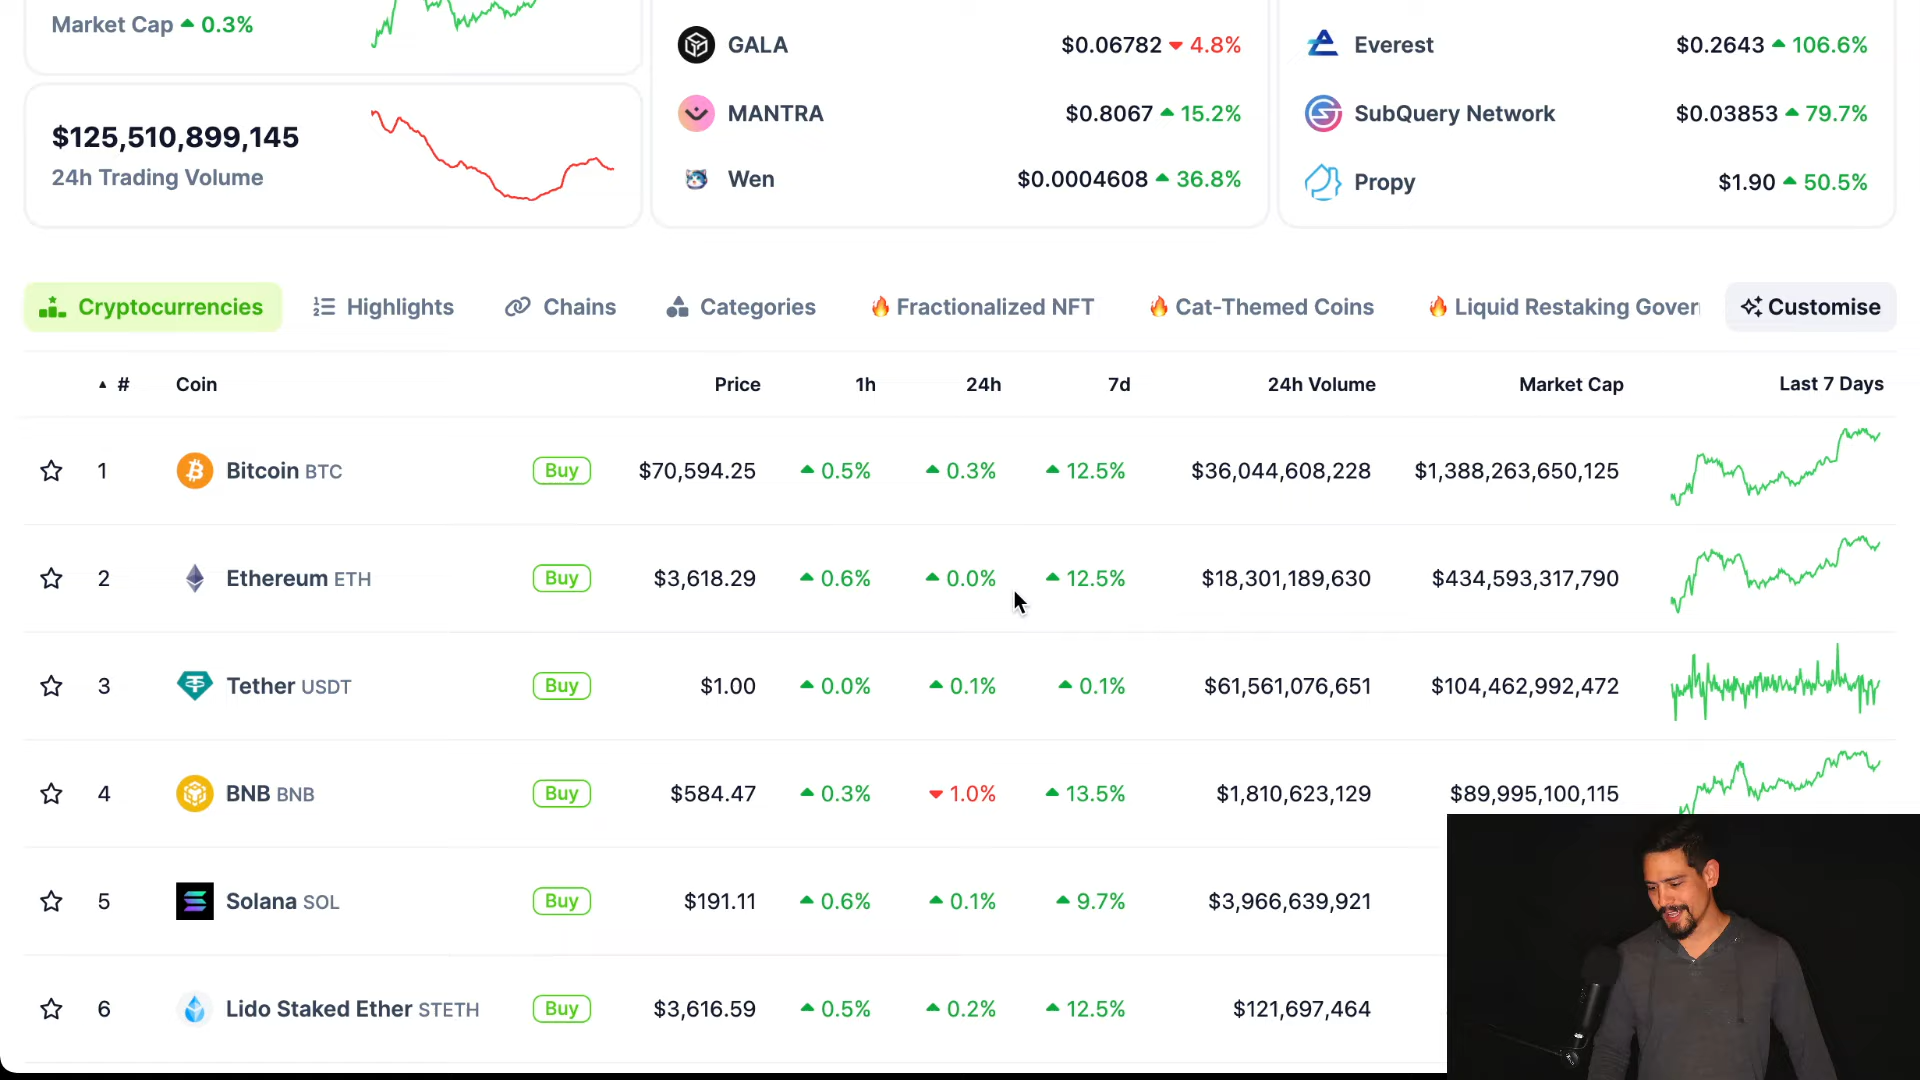 Market Cap ▲ 0.3%
$125,510,899,145
24h Trading Volume
GALA $0.06782 ▼ 4.8%
MANTRA $0.8067 ▲ 15.2%
Wen $0.0004608 ▲ 36.8%
Everest $0.2643 ▲ 106.6%
SubQuery Network $0.03853 ▲ 79.7%
Propy $1.90 ▲ 50.5%
Cryptocurrencies Highlights Chains Categories 🔥 Fractionalized NFT 🔥 Cat-Themed Coins 🔥 Liquid Restaking Gover Customise
▲ # Coin Price 1h 24h 7d 24h Volume Market Cap Last 7 Days
1 Bitcoin BTC Buy $70,594.25 ▲ 0.5% ▲ 0.3% ▲ 12.5% $36,044,608,228 $1,388,263,650,125
2 Ethereum ETH Buy $3,618.29 ▲ 0.6% ▲ 0.0% ▲ 12.5% $18,301,189,630 $434,593,317,790
3 Tether USDT Buy $1.00 ▲ 0.0% ▲ 0.1% ▲ 0.1% $61,561,076,651 $104,462,992,472
4 BNB BNB Buy $584.47 ▲ 0.3% ▼ 1.0% ▲ 13.5% $1,810,623,129 $89,995,100,115
5 Solana SOL Buy $191.11 ▲ 0.6% ▲ 0.1% ▲ 9.7% $3,966,639,921
6 Lido Staked Ether STETH Buy $3,616.59 ▲ 0.5% ▲ 0.2% ▲ 12.5% $121,697,464